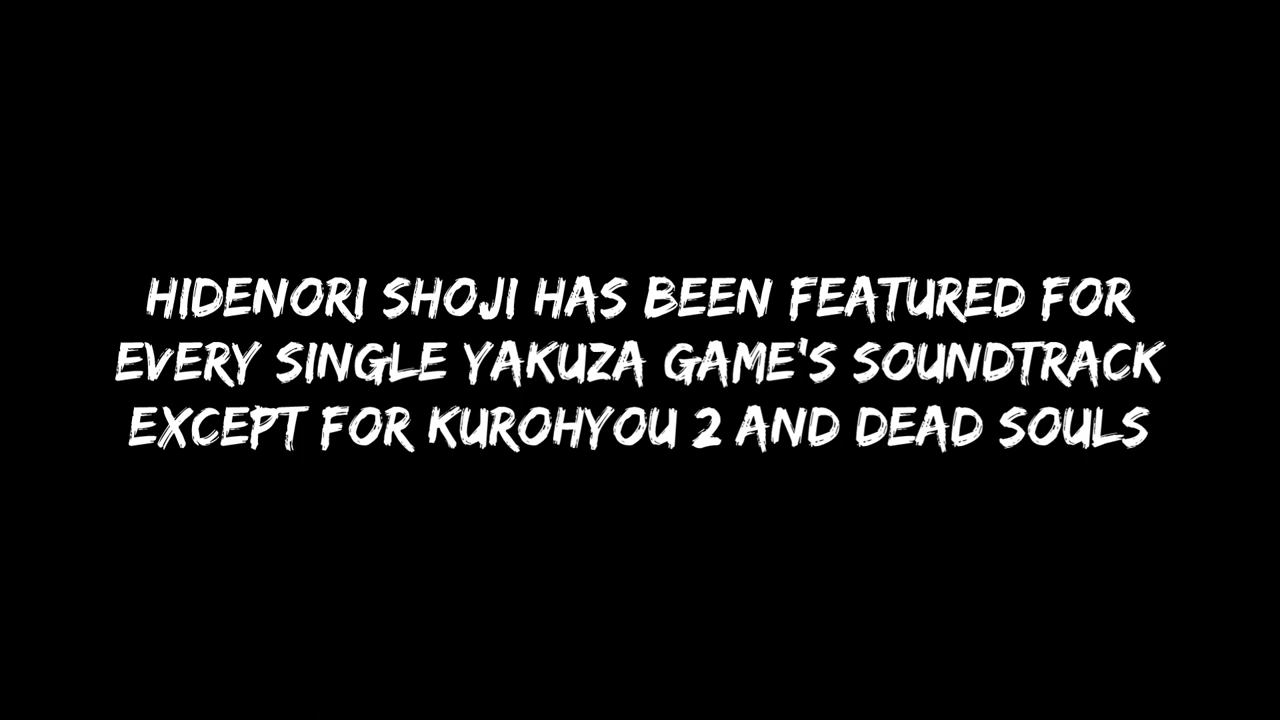 HIDENORI SHOJI HAS BEEN FEATURED FOR
EVERY SINGLE YAKUZA GAME'S SOUNDTRACK
EXCEPT FOR KUROHYOU 2 AND DEAD SOULS